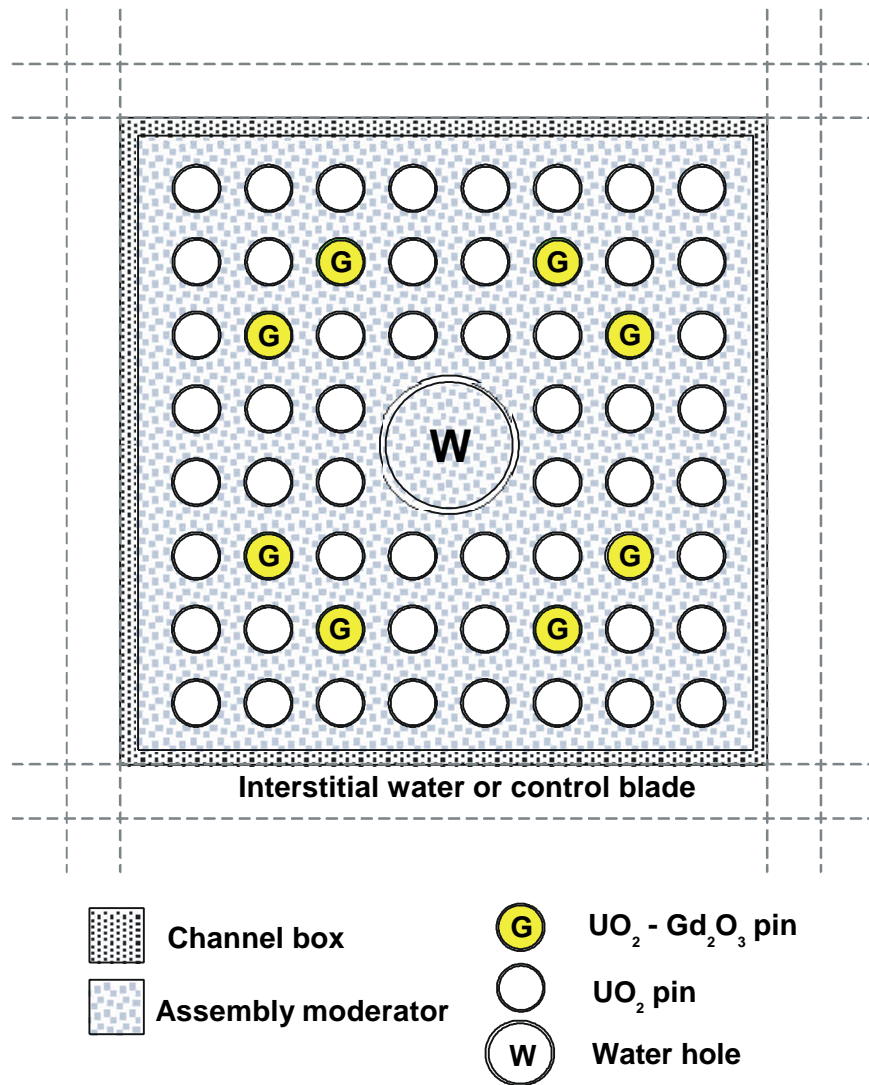 G G
G G
W
G G
G G
Interstitial water or control blade
Channel box
Assembly moderator
G UO₂ - Gd₂O₃ pin
UO₂ pin
W Water hole